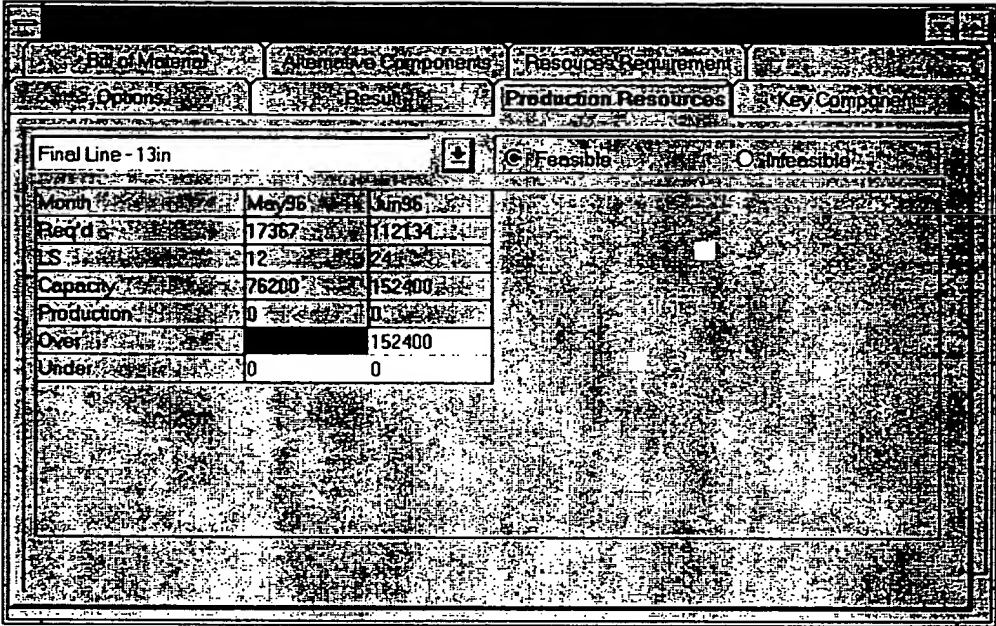 Bill of Material Alternative Components Resouces Requirement
Options Results Production Resources Key Components
Final Line - 13in Feasible Infeasible
Month May96 Jun96
Req'd 17367 112134
LS 12 24
Capacity 76200 152400
Production 0 0
Over 152400
Under 0 0